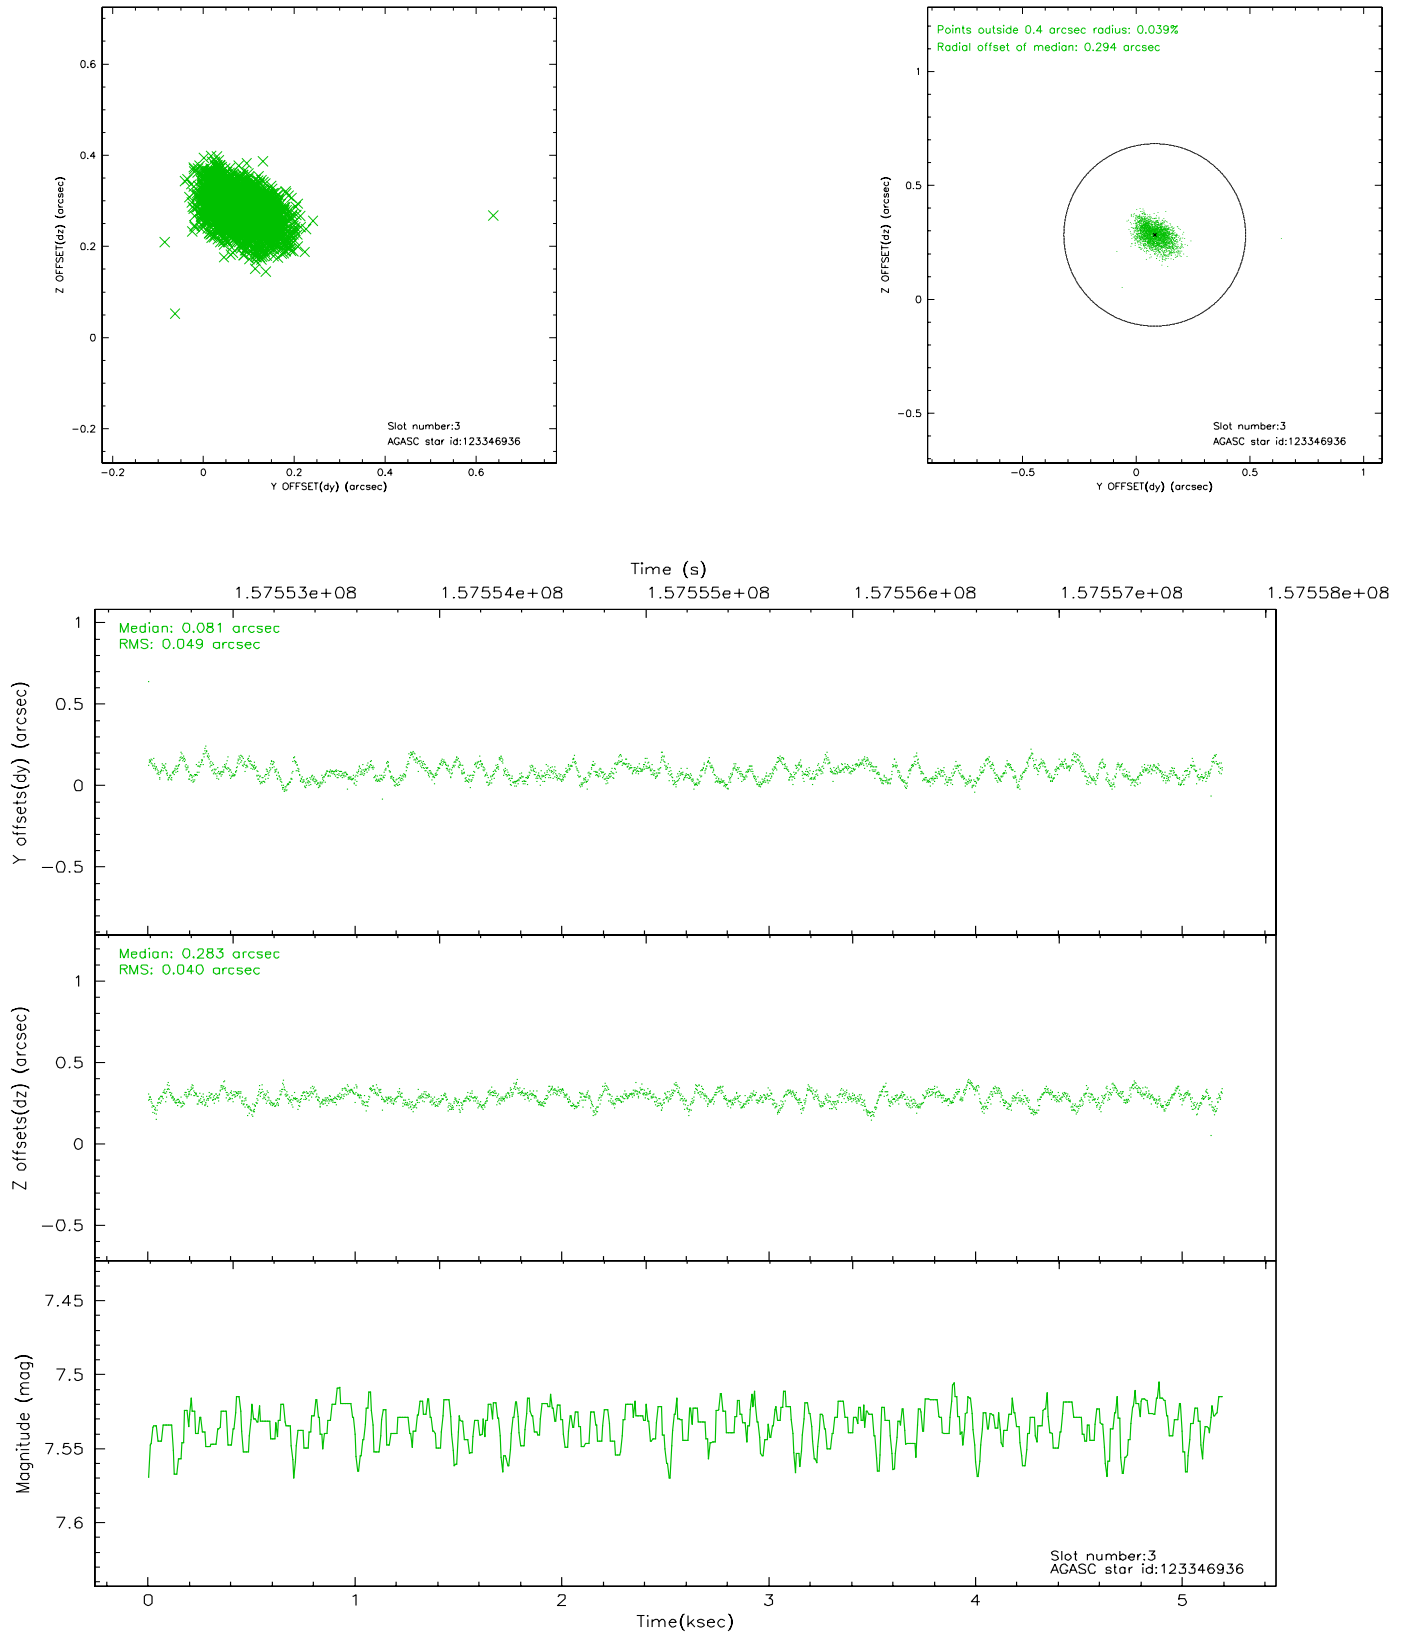 0.6
0.4
0.2
0
−0.2
Z OFFSET(dz) (arcsec)
Slot number:3
AGASC star id:123346936
−0.2 0 0.2 0.4 0.6
Y OFFSET(dy) (arcsec)
Points outside 0.4 arcsec radius: 0.039%
Radial offset of median: 0.294 arcsec
1
0.5
0
−0.5
Z OFFSET(dz) (arcsec)
Slot number:3
AGASC star id:123346936
−0.5 0 0.5 1
Y OFFSET(dy) (arcsec)
Time (s)
1.57553e+08 1.57554e+08 1.57555e+08 1.57556e+08 1.57557e+08 1.57558e+08
Median: 0.081 arcsec
RMS: 0.049 arcsec
1
0.5
0
−0.5
Y offsets(dy) (arcsec)
Median: 0.283 arcsec
RMS: 0.040 arcsec
1
0.5
0
−0.5
Z offsets(dz) (arcsec)
7.45
7.5
7.55
7.6
Magnitude (mag)
Slot number:3
AGASC star id:123346936
0 1 2 3 4 5
Time(ksec)